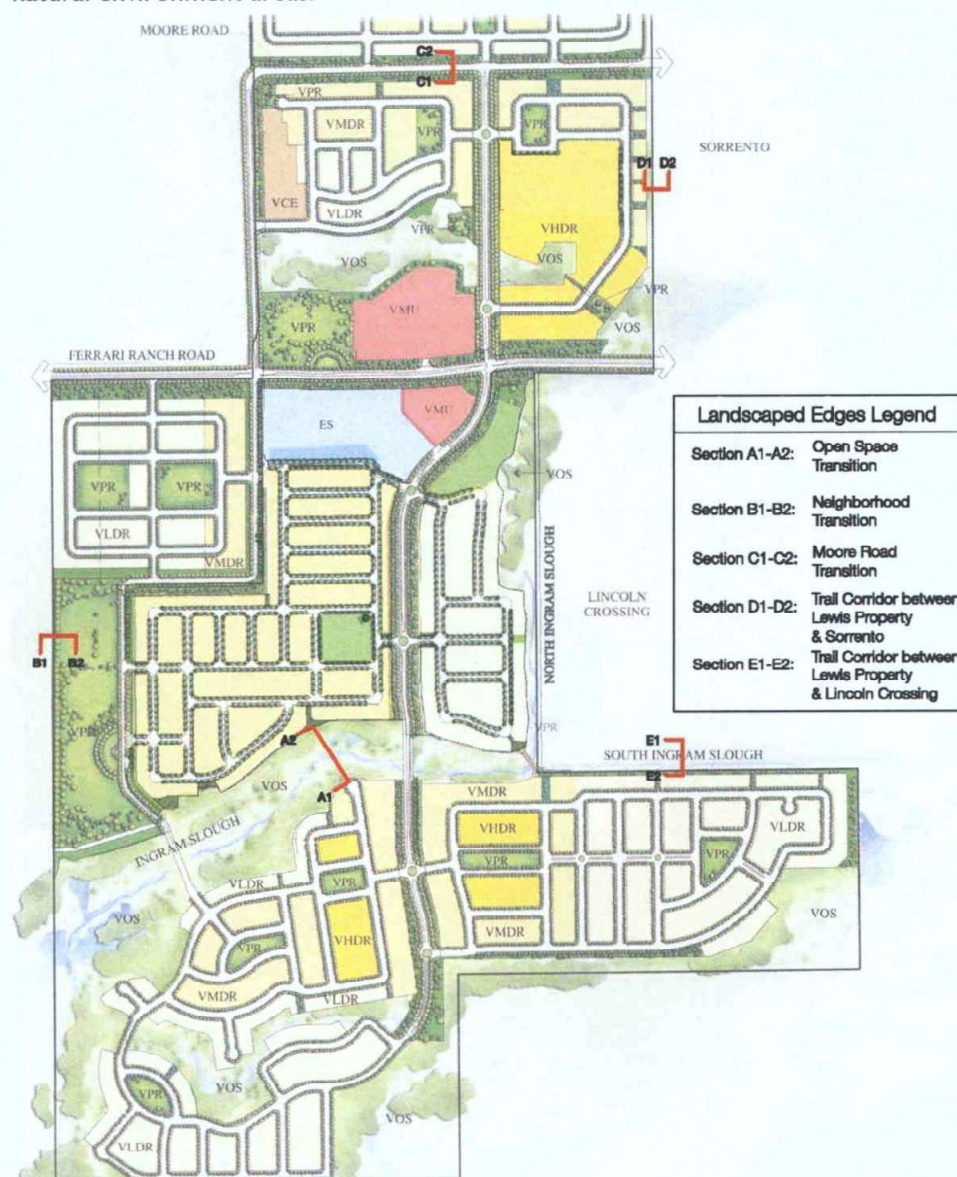 MOORE ROAD
C2
C1
VPR
VMDR
VPR
VPR
SORRENTO
D1 D2
VCE
VLDR
VPR
VHDR
VOS
VOS
VPR
VMU
VPR
VOS
FERRARI RANCH ROAD
ES
VMU
VOS
Landscaped Edges Legend
Section A1-A2: Open Space
Transition
Section B1-B2: Neighborhood
Transition
Section C1-C2: Moore Road
Transition
Section D1-D2: Trail Corridor between
Lewis Property
& Sorrento
Section E1-E2: Trail Corridor between
Lewis Property
& Lincoln Crossing
VPR
VPR
VLDR
VMDR
NORTH INGRAM SLOUGH
LINCOLN
CROSSING
B1 B2
VPR
VPR
A2
A1
E1
SOUTH INGRAM SLOUGH
E2
VOS
INGRAM SLOUGH
VMDR
VHDR
VLDR
VPR
VPR
VLDR
VPR
VOS
VOS
VPR
VHDR
VMDR
VMDR
VLDR
VOS
VPR
VOS
VLDR